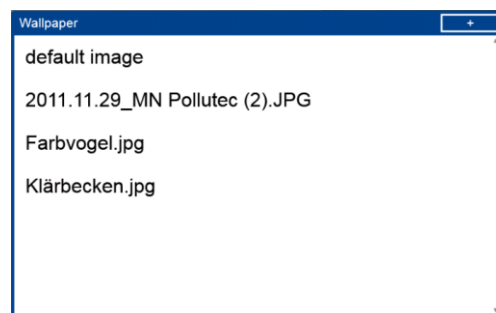 Wallpaper +
default image
2011.11.29_MN Pollutec (2).JPG
Farbvogel.jpg
Klärbecken.jpg